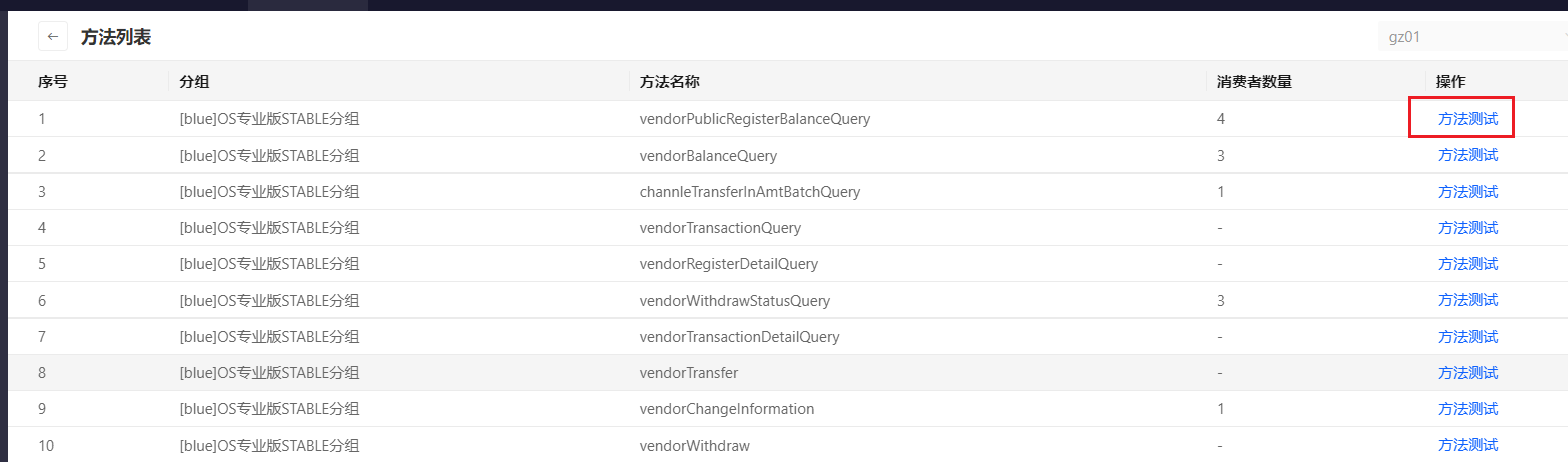 ← 方法列表 gz01
序号 分组 方法名称 消费者数量 操作
1 [blue]OS专业版STABLE分组 vendorPublicRegisterBalanceQuery 4 方法测试
2 [blue]OS专业版STABLE分组 vendorBalanceQuery 3 方法测试
3 [blue]OS专业版STABLE分组 channleTransferInAmtBatchQuery 1 方法测试
4 [blue]OS专业版STABLE分组 vendorTransactionQuery - 方法测试
5 [blue]OS专业版STABLE分组 vendorRegisterDetailQuery - 方法测试
6 [blue]OS专业版STABLE分组 vendorWithdrawStatusQuery 3 方法测试
7 [blue]OS专业版STABLE分组 vendorTransactionDetailQuery - 方法测试
8 [blue]OS专业版STABLE分组 vendorTransfer - 方法测试
9 [blue]OS专业版STABLE分组 vendorChangeInformation 1 方法测试
10 [blue]OS专业版STABLE分组 vendorWithdraw - 方法测试